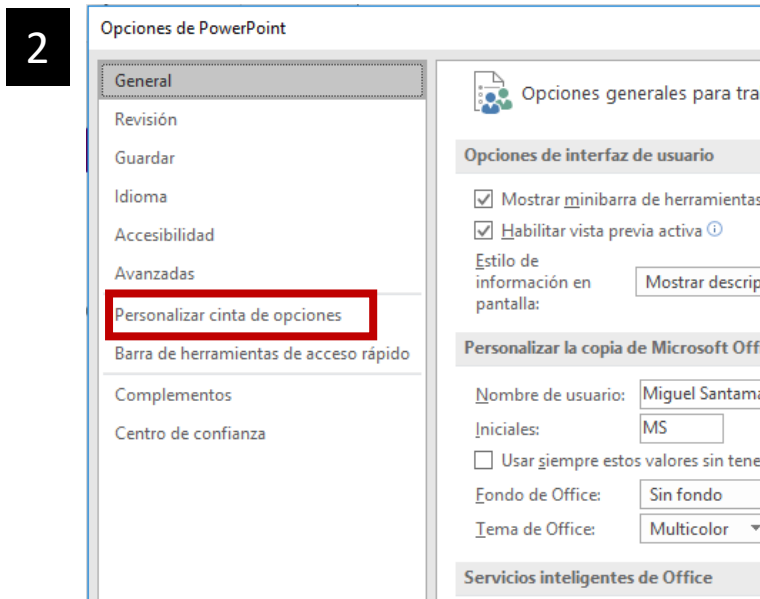 2
Opciones de PowerPoint
General
Revisión
Guardar
Idioma
Accesibilidad
Avanzadas
Personalizar cinta de opciones
Barra de herramientas de acceso rápido
Complementos
Centro de confianza
Opciones generales para tra
Opciones de interfaz de usuario
Mostrar minibarra de herramientas
Habilitar vista previa activa
Estilo de
información en
pantalla:
Mostrar descrip
Personalizar la copia de Microsoft Off
Nombre de usuario: Miguel Santama
Iniciales: MS
Usar siempre estos valores sin tene
Fondo de Office: Sin fondo
Tema de Office: Multicolor
Servicios inteligentes de Office